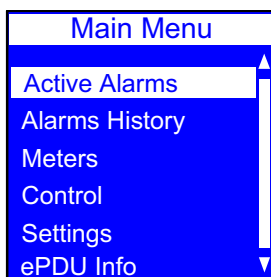 Main Menu
Active Alarms
Alarms History
Meters
Control
Settings
ePDU Info